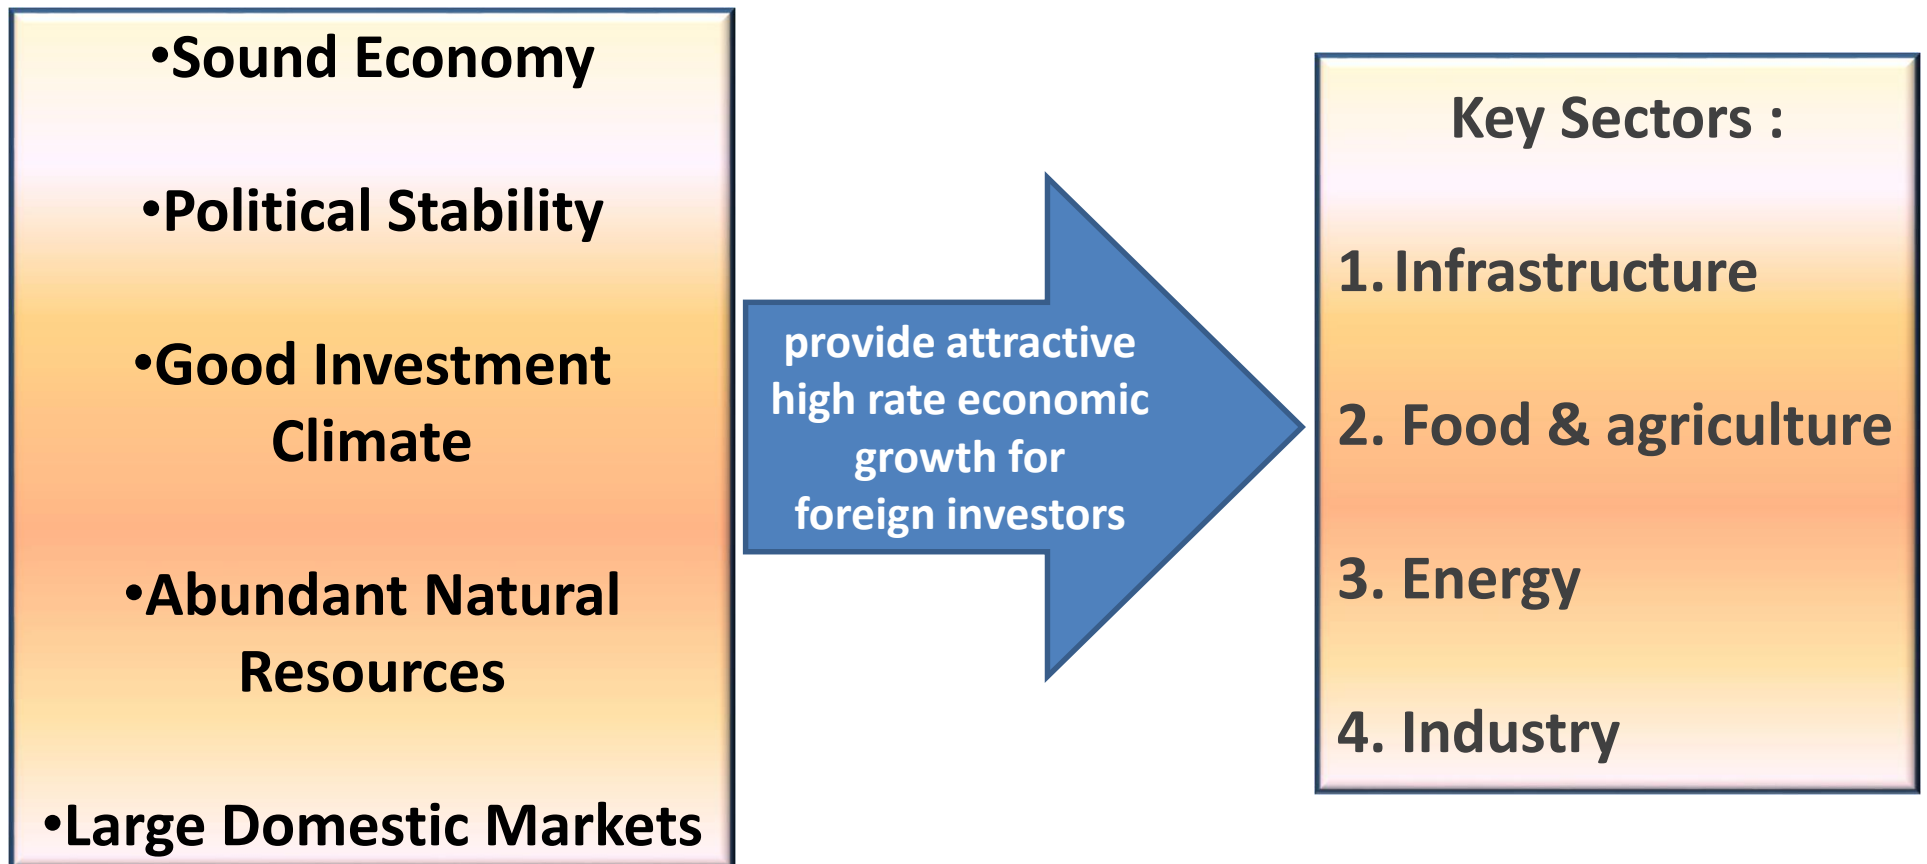 •Sound Economy
•Political Stability
•Good Investment
Climate
•Abundant Natural
Resources
•Large Domestic Markets
provide attractive
high rate economic
growth for
foreign investors
Key Sectors :
1. Infrastructure
2. Food & agriculture
3. Energy
4. Industry